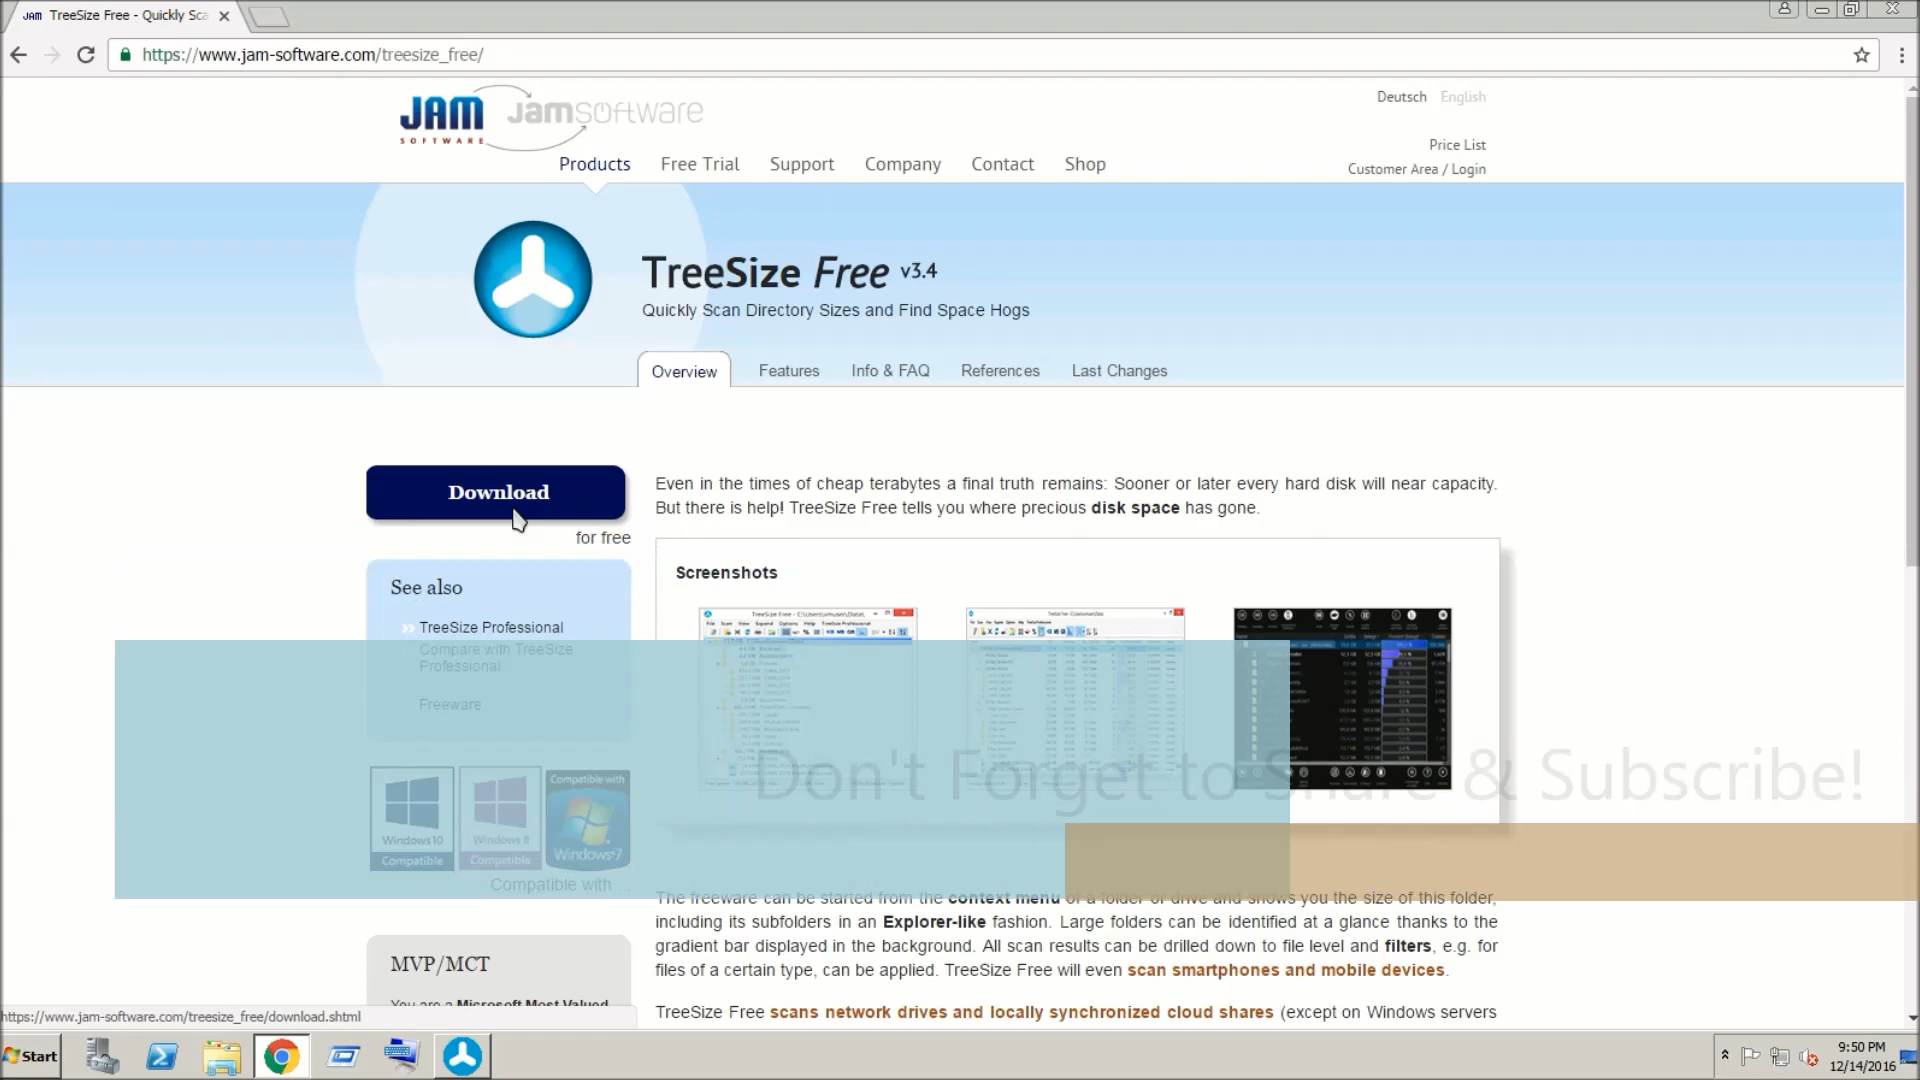 JAM TreeSize Free - Quickly Sca
https://www.jam-software.com/treesize_free/
JAM SOFTWARE jamsoftware
Deutsch English
Price List
Customer Area / Login
Products Free Trial Support Company Contact Shop
TreeSize Free v3.4
Quickly Scan Directory Sizes and Find Space Hogs
Overview Features Info & FAQ References Last Changes
Download
for free
Even in the times of cheap terabytes a final truth remains: Sooner or later every hard disk will near capacity.
But there is help! TreeSize Free tells you where precious disk space has gone.
See also
TreeSize Professional
Compare with TreeSize
Professional
Freeware
Screenshots
Don't Forget to Share & Subscribe!
Windows 10
Compatible
Windows 8
Compatible
Compatible with
Windows 7
Compatible with ...
The freeware can be started from the context menu of a folder or drive and shows you the size of this folder,
including its subfolders in an Explorer-like fashion. Large folders can be identified at a glance thanks to the
gradient bar displayed in the background. All scan results can be drilled down to file level and filters, e.g. for
files of a certain type, can be applied. TreeSize Free will even scan smartphones and mobile devices.
TreeSize Free scans network drives and locally synchronized cloud shares (except on Windows servers
MVP/MCT
You are a Microsoft Most Valued
https://www.jam-software.com/treesize_free/download.shtml
Start
9:50 PM
12/14/2016